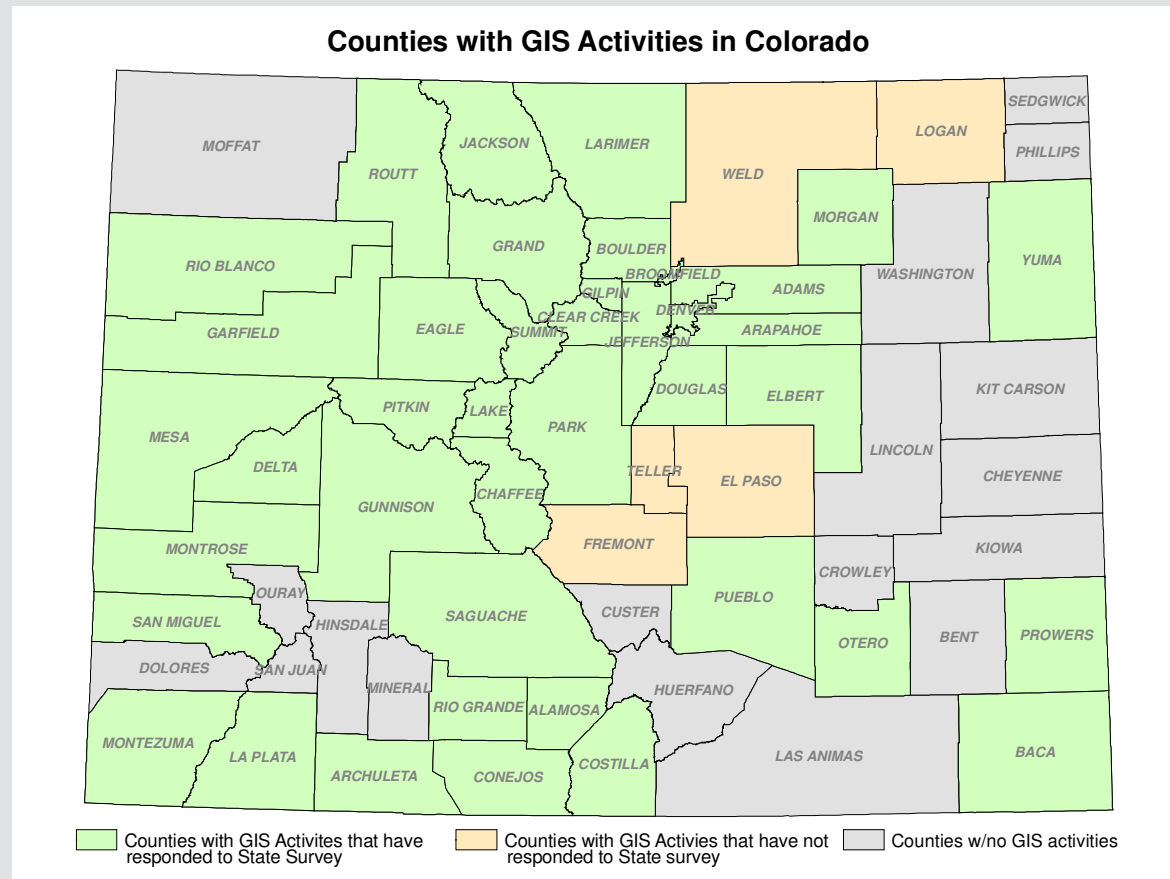 Counties with GIS Activities in Colorado
SEDGWICK
LOGAN
MOFFAT
JACKSON
LARIMER
PHILLIPS
ROUTT
WELD
MORGAN
GRAND
BOULDER
RIO BLANCO
YUMA
BROOMFIELD
WASHINGTON
GILPIN
ADAMS
DENVER
CLEAR CREEK
EAGLE
SUMMIT
ARAPAHOE
GARFIELD
JEFFERSON
DOUGLAS
ELBERT
KIT CARSON
PITKIN
LAKE
PARK
MESA
LINCOLN
DELTA
TELLER
EL PASO
CHEYENNE
CHAFFEE
GUNNISON
FREMONT
MONTROSE
KIOWA
CROWLEY
OURAY
PUEBLO
CUSTER
SAGUACHE
SAN MIGUEL
HINSDALE
OTERO
BENT
PROWERS
DOLORES
SAN JUAN
MINERAL
HUERFANO
RIO GRANDE
ALAMOSA
MONTEZUMA
LA PLATA
BACA
LAS ANIMAS
COSTILLA
ARCHULETA
CONEJOS
Counties with GIS Activites that have
responded to State Survey
Counties with GIS Activies that have not
responded to State survey
Counties w/no GIS activities